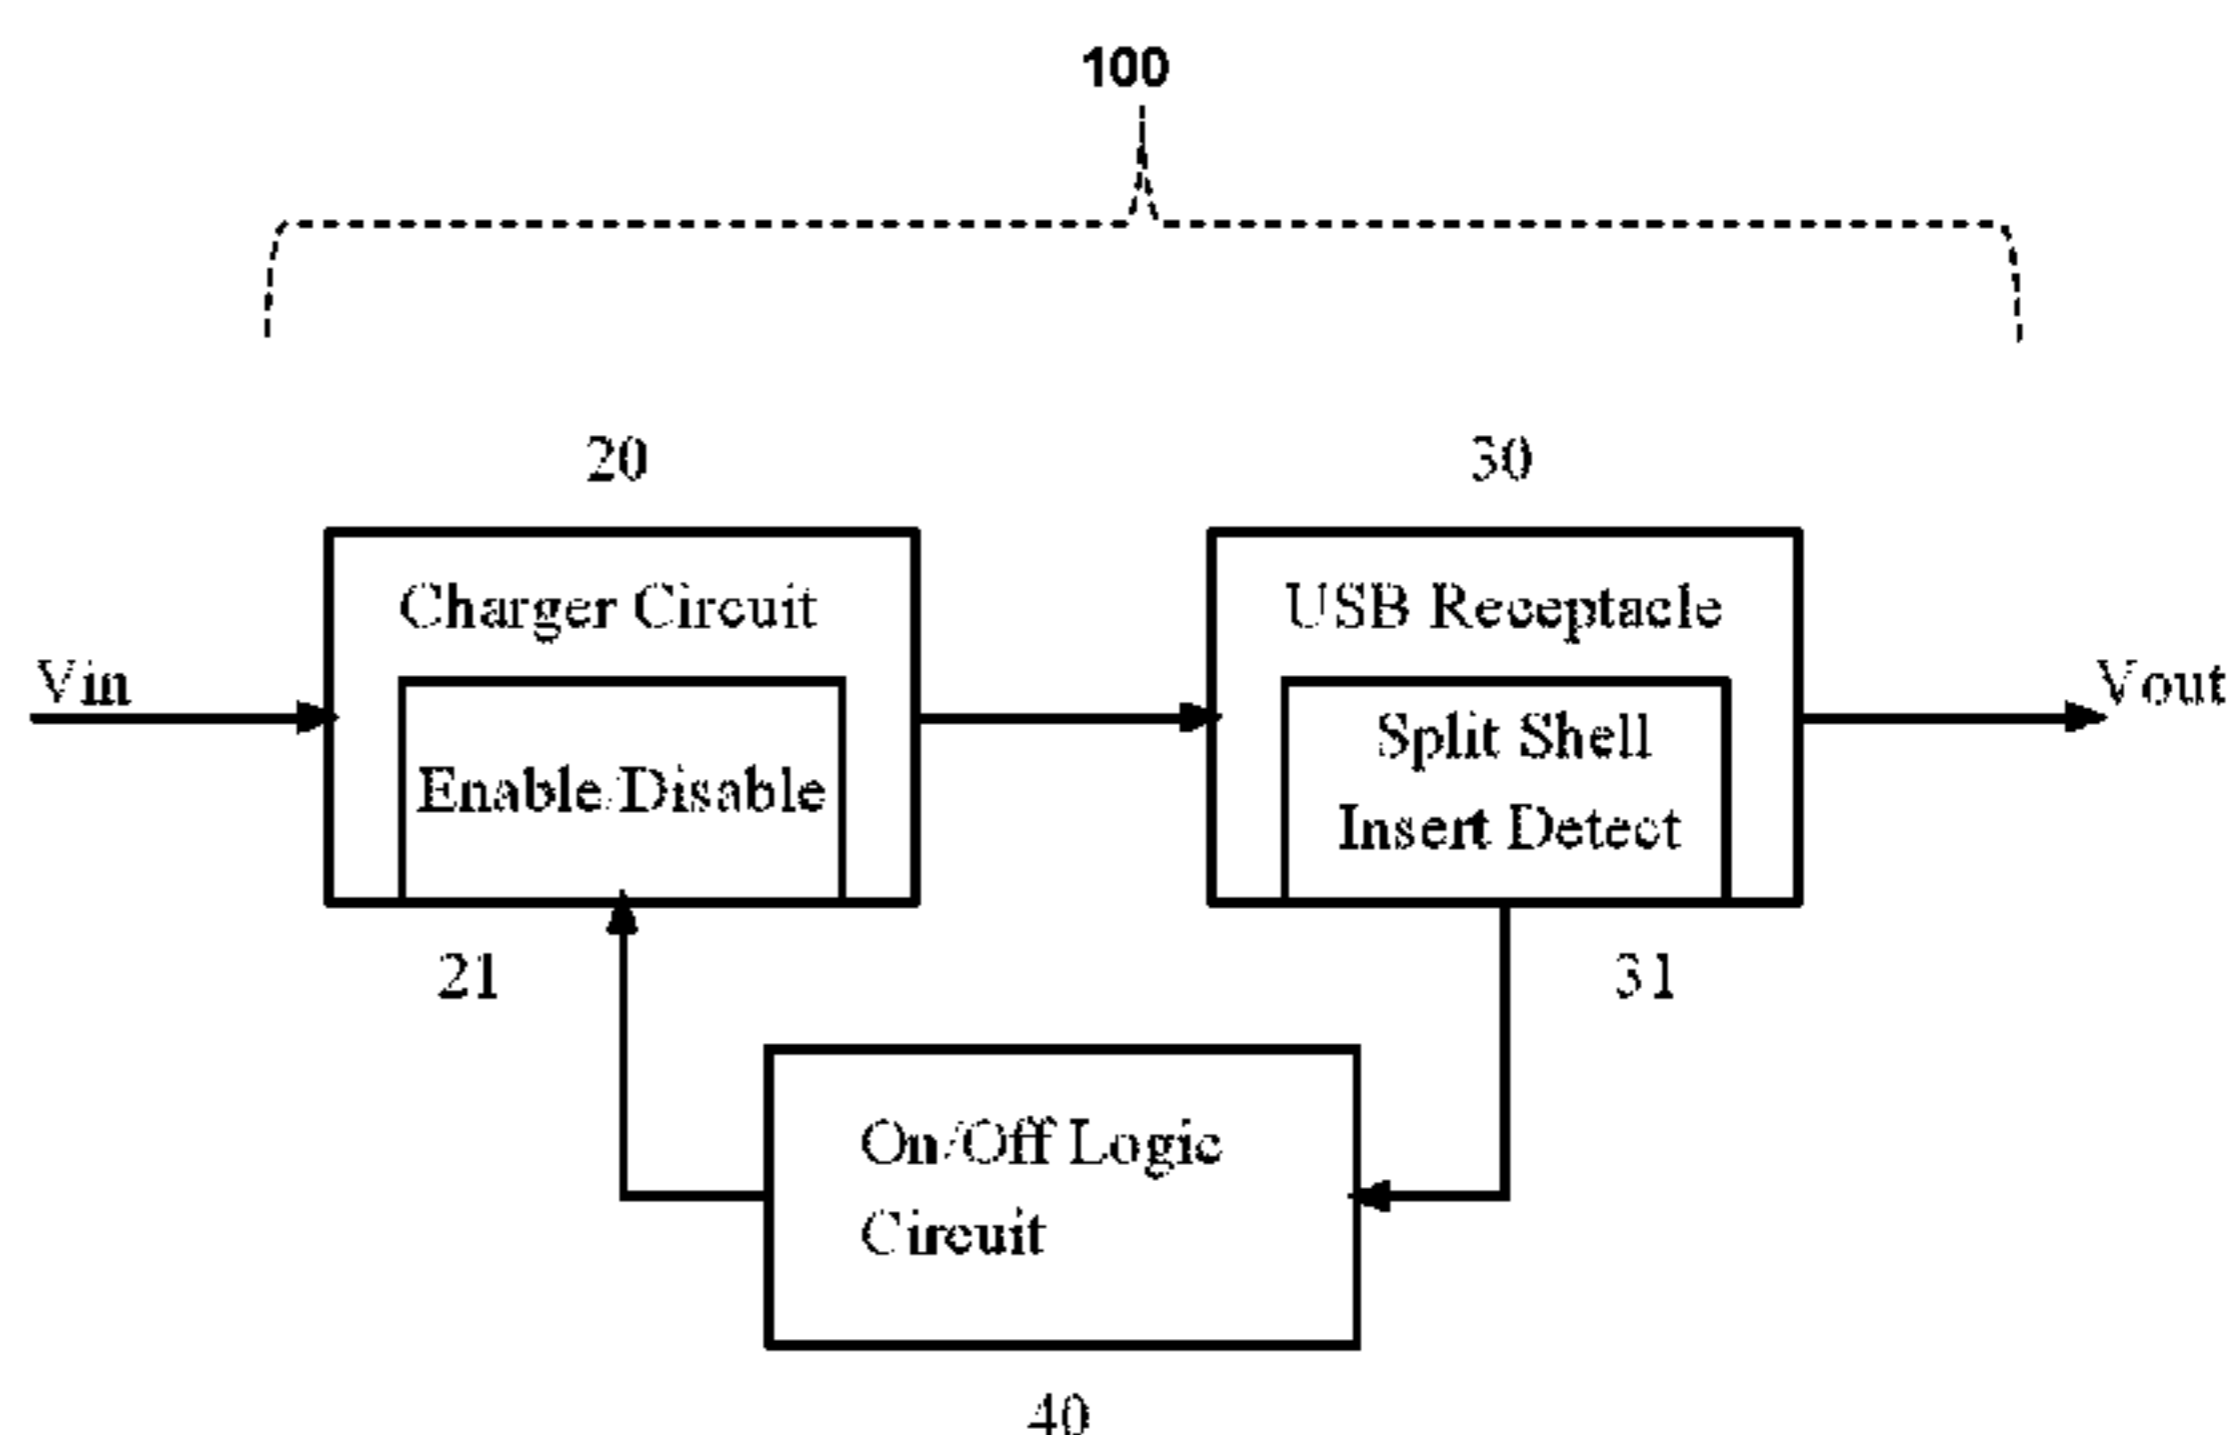 100
20
30
Charger Circuit
USB Receptacle
Vin
Vout
Enable/Disable
Split Shell
Insert Detect
21
31
On/Off Logic
Circuit
40